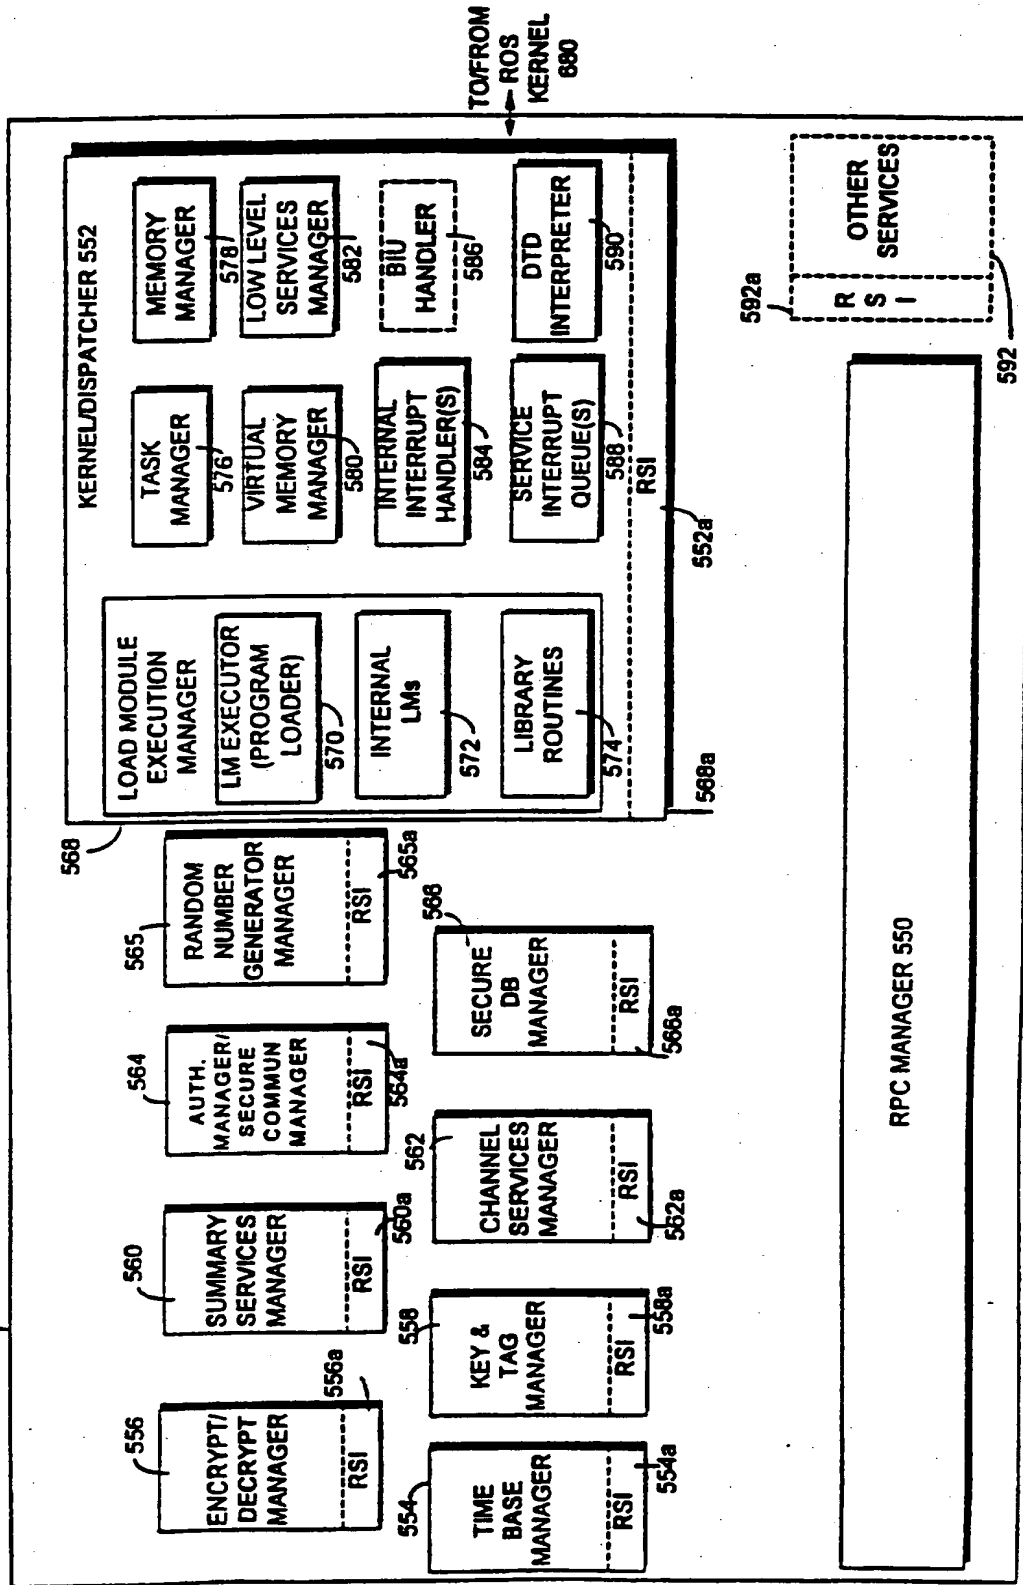 KERNEL/DISPATCHER 552
568
LOAD MODULE
EXECUTION
MANAGER
LM EXECUTOR
(PROGRAM
LOADER)
570
INTERNAL
LMs
572
LIBRARY
ROUTINES
574
568a
TASK
MANAGER
576
MEMORY
MANAGER
578
VIRTUAL
MEMORY
MANAGER
580
LOW LEVEL
SERVICES
MANAGER
582
INTERNAL
INTERRUPT
HANDLER(S)
584
BIU
HANDLER
586
SERVICE
INTERRUPT
QUEUE(S)
588
DTD
INTERPRETER
590
RSI
552a
TO/FROM
ROS
KERNEL
680
556
ENCRYPT/
DECRYPT
MANAGER
RSI
556a
560
SUMMARY
SERVICES
MANAGER
RSI
560a
564
AUTH.
MANAGER/
SECURE
COMMUN
MANAGER
RSI
564a
565
RANDOM
NUMBER
GENERATOR
MANAGER
RSI
565a
554
TIME
BASE
MANAGER
RSI
554a
558
KEY &
TAG
MANAGER
RSI
558a
562
CHANNEL
SERVICES
MANAGER
RSI
562a
566
SECURE
DB
MANAGER
RSI
566a
592a
R
S
I
OTHER
SERVICES
592
RPC MANAGER 550